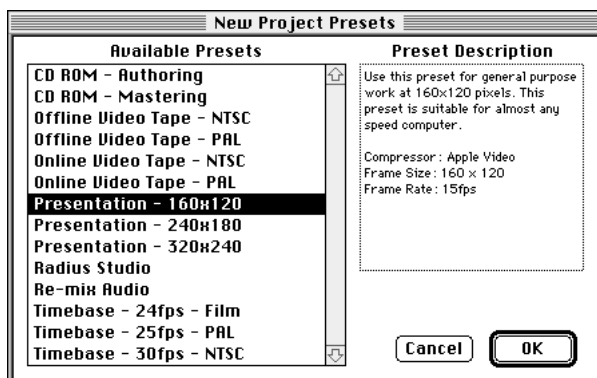 New Project Presets
Available Presets
CD ROM - Authoring
CD ROM - Mastering
Offline Video Tape - NTSC
Offline Video Tape - PAL
Online Video Tape - NTSC
Online Video Tape - PAL
Presentation - 160x120
Presentation - 240x180
Presentation - 320x240
Radius Studio
Re-mix Audio
Timebase - 24fps - Film
Timebase - 25fps - PAL
Timebase - 30fps - NTSC
Preset Description
Use this preset for general purpose
work at 160x120 pixels. This
preset is suitable for almost any
speed computer.
Compressor : Apple Video
Frame Size : 160 x 120
Frame Rate : 15fps
Cancel
OK